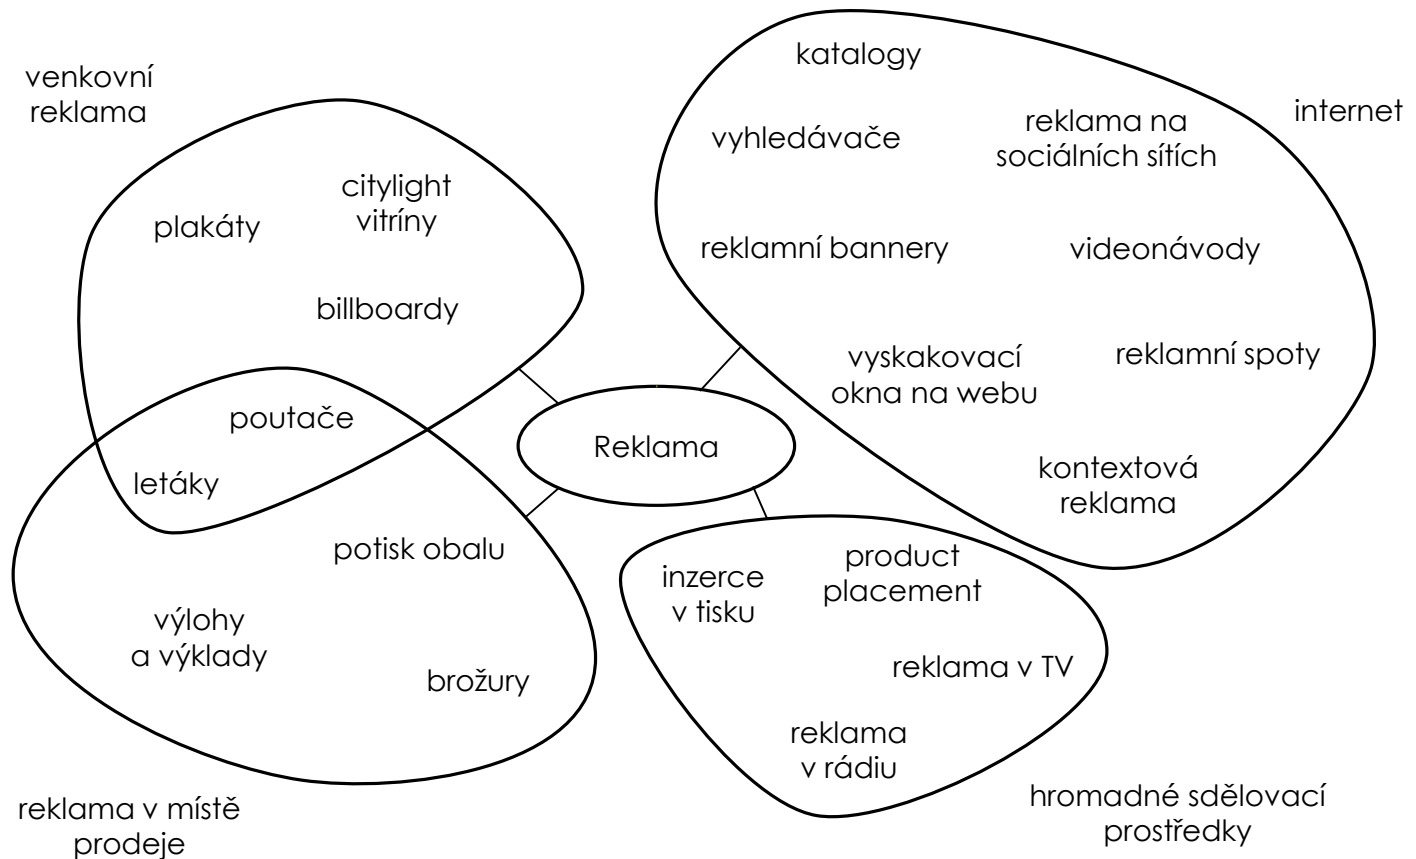 venkovní
reklama
citylight
vitríny
plakáty
billboardy
poutače
letáky
potisk obalu
výlohy
a výklady
brožury
reklama v místě
prodeje
Reklama
katalogy
internet
vyhledávače
reklama na
sociálních sítích
reklamní bannery
videonávody
vyskakovací
okna na webu
reklamní spoty
kontextová
reklama
inzerce
v tisku
product
placement
reklama v TV
reklama
v rádiu
hromadné sdělovací
prostředky